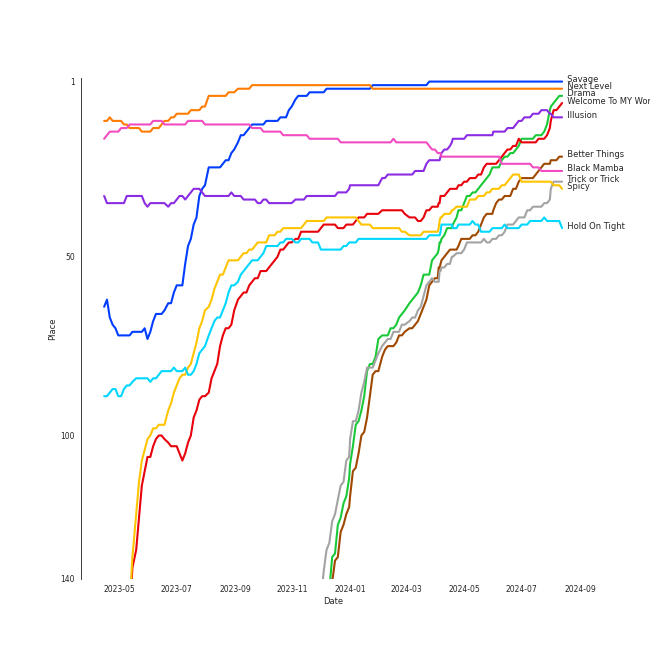 1
50
100
140
Place
Savage
Next Level
Drama
Welcome To MY Wor
Illusion
Better Things
Black Mamba
Trick or Trick
Spicy
Hold On Tight
2023-05
2023-07
2023-09
2023-11
2024-01
2024-03
2024-05
2024-07
2024-09
Date